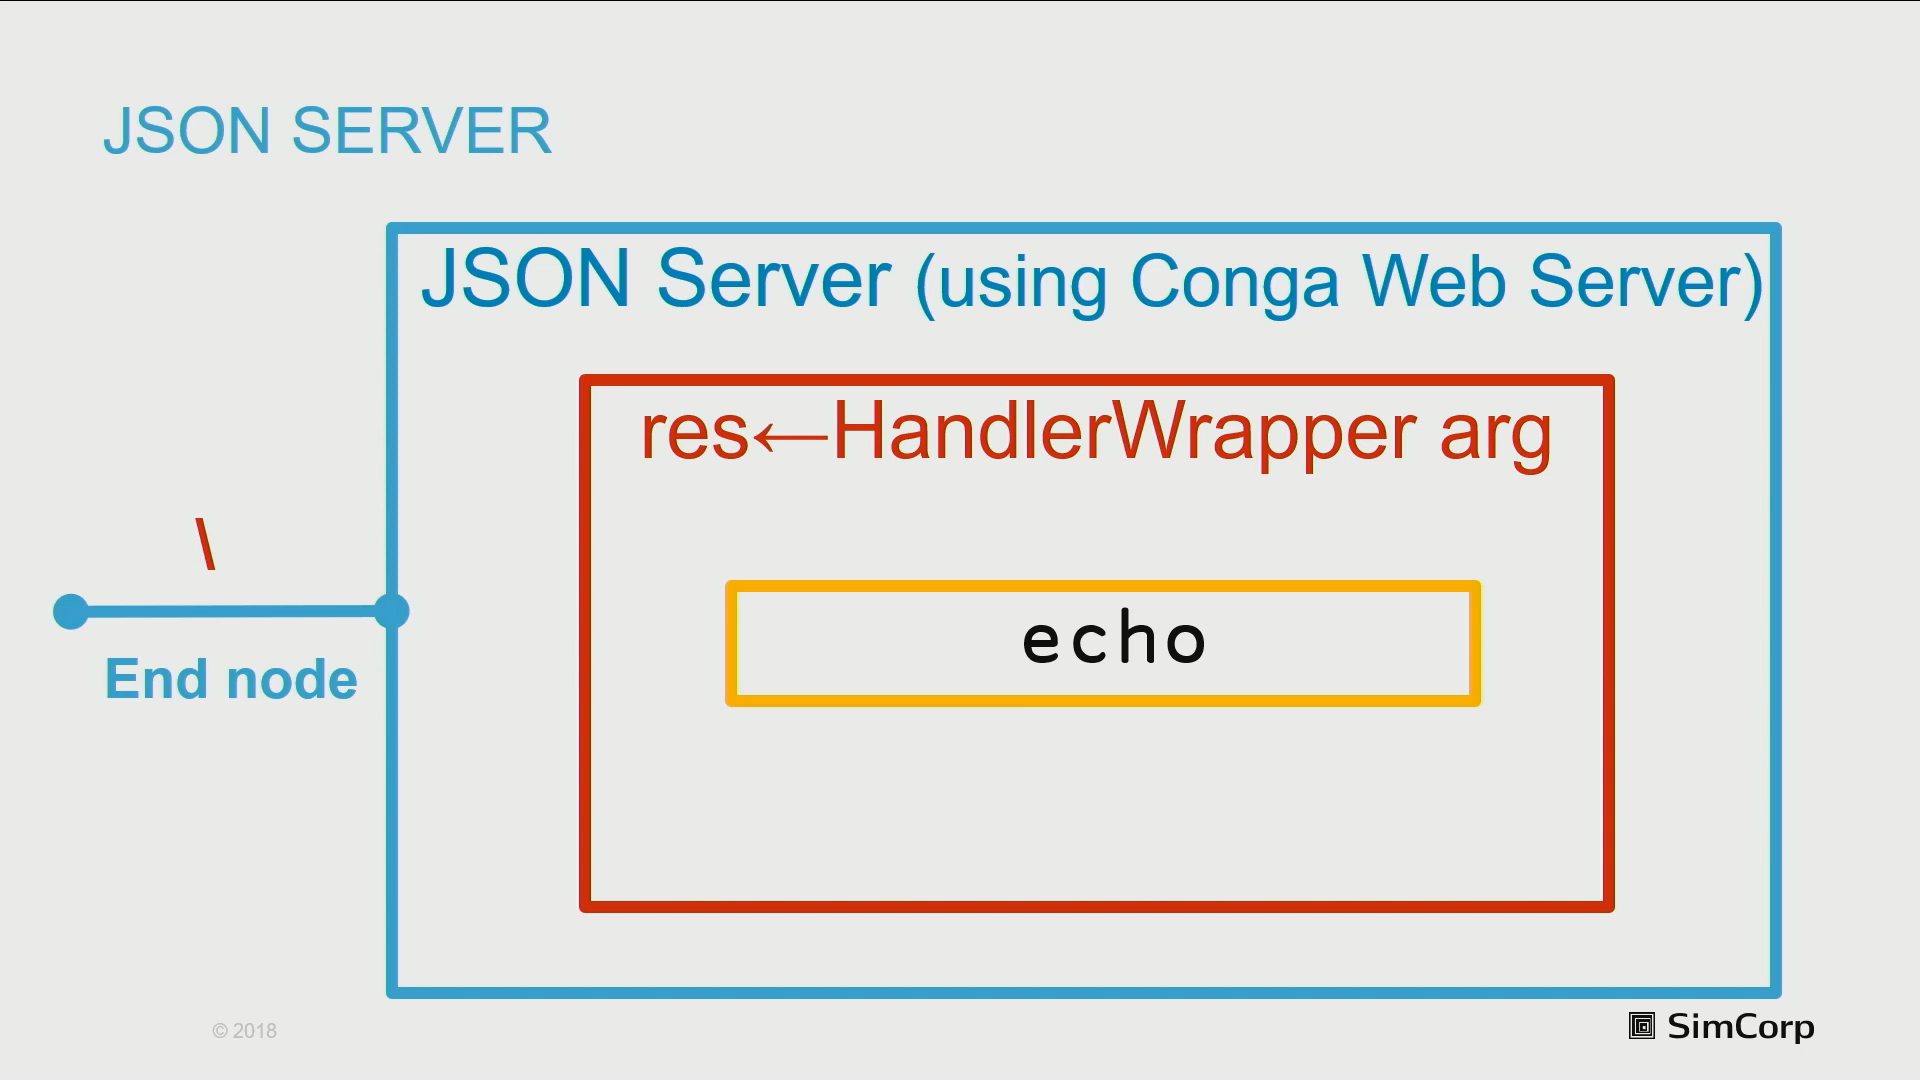 JSON SERVER
JSON Server (using Conga Web Server)
res←HandlerWrapper arg
\
echo
End node
© 2018
SimCorp